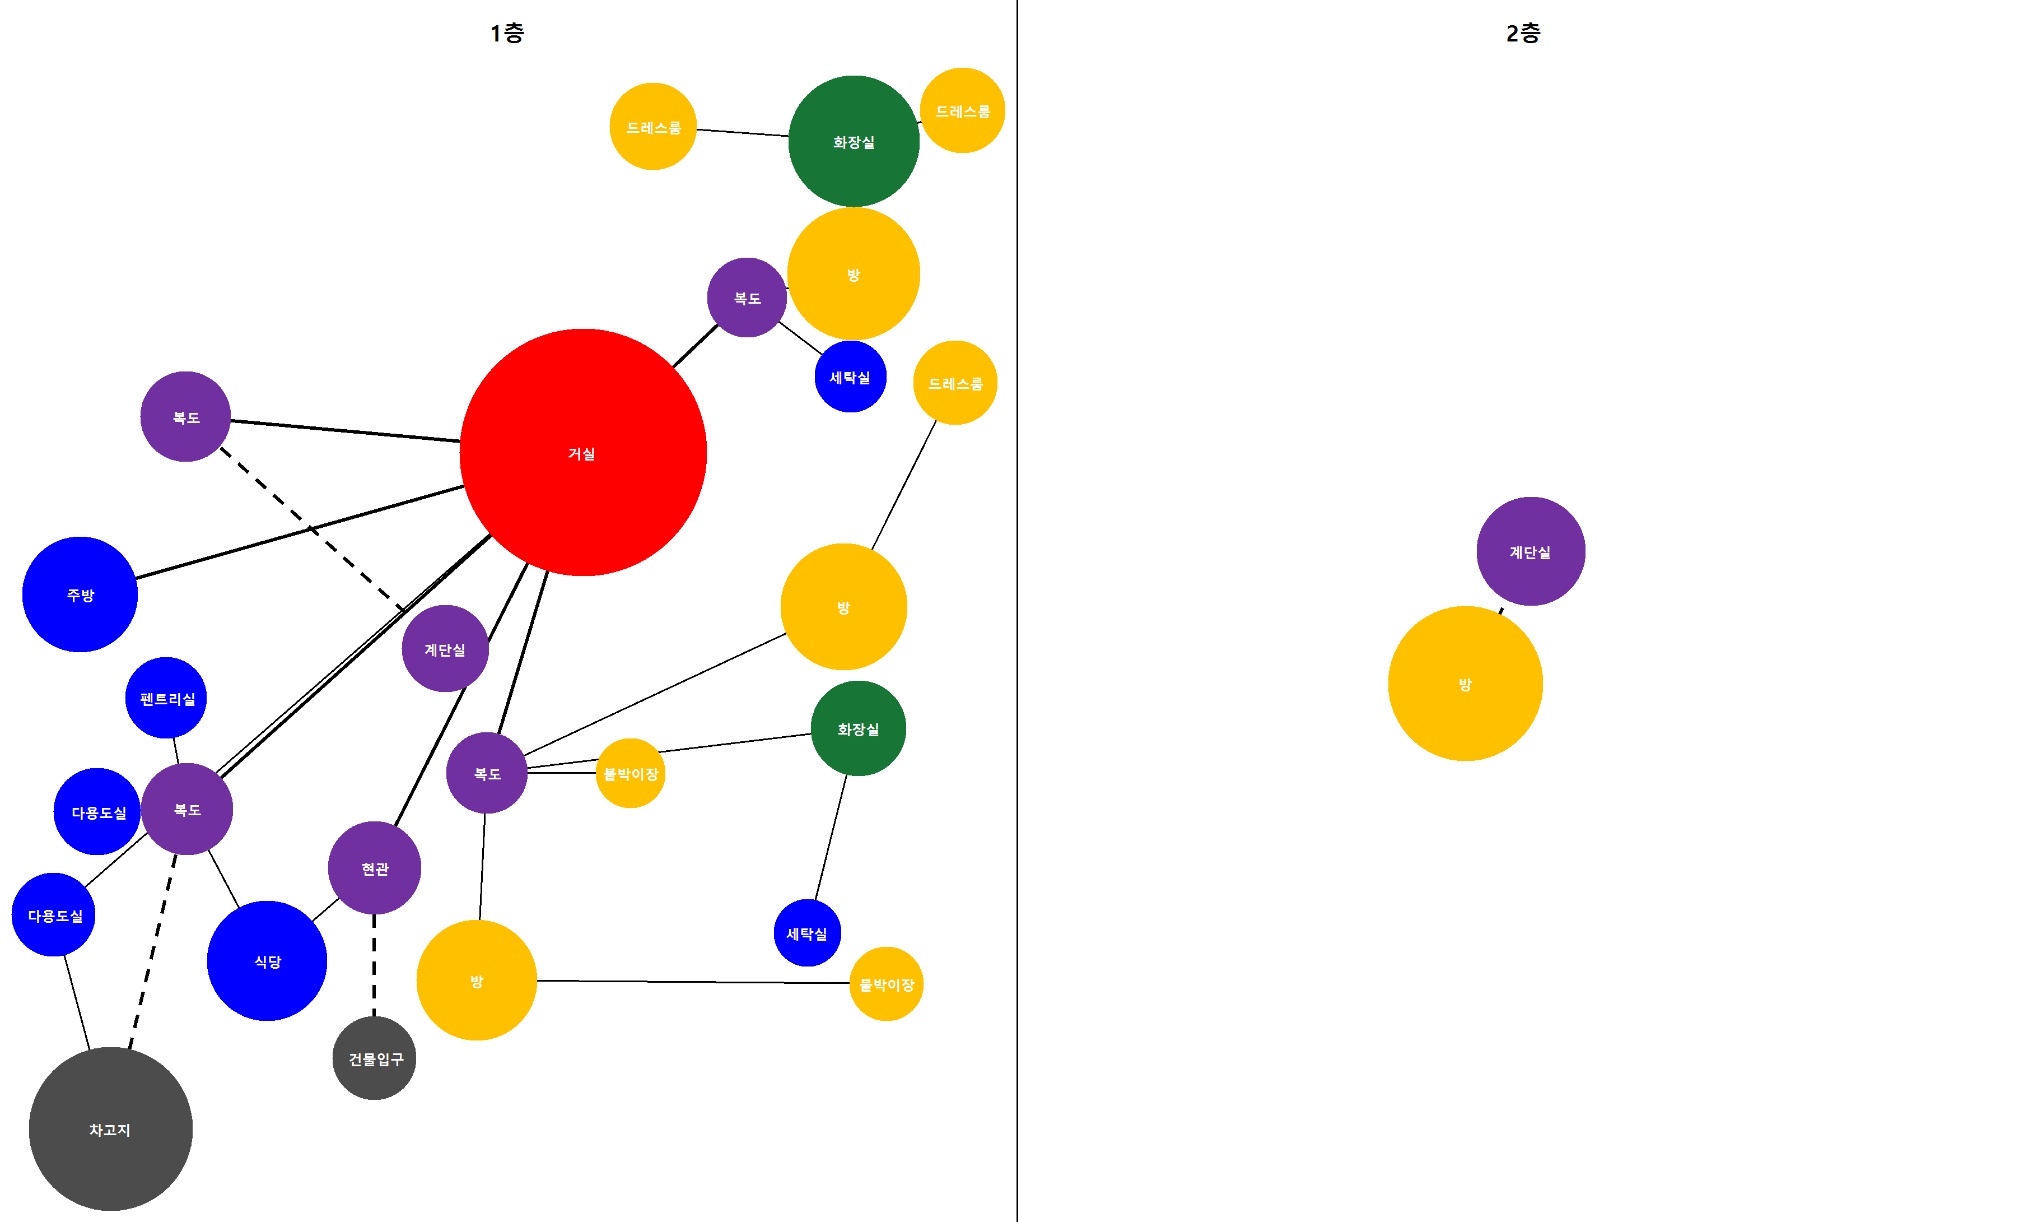 1층
드레스룸
화장실
드레스룸
방
복도
세탁실
드레스룸
복도
거실
주방
방
계단실
펜트리실
화장실
복도
붙박이장
다용도실
복도
현관
다용도실
식당
세탁실
방
붙박이장
건물입구
차고지
2층
계단실
방